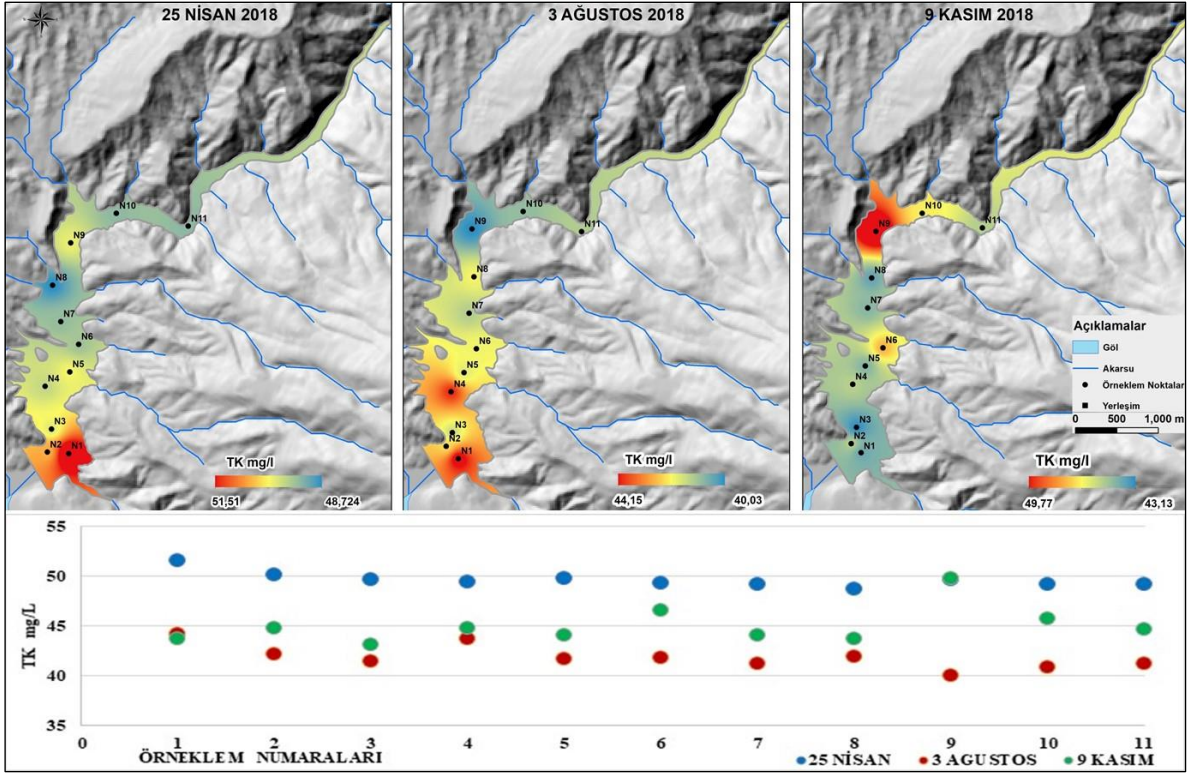 25 NİSAN 2018
N10
N11
N9
N8
N7
N6
N5
N4
N3
N2
N1
TK mg/l
51,51 48,724
3 AĞUSTOS 2018
N10
N9
N11
N8
N7
N6
N5
N4
N3
N2
N1
TK mg/l
44,15 40,03
9 KASIM 2018
N10
N9
N11
N8
N7
N6
N5
N4
N3
N2
N1
Açıklamalar
Göl
Akarsu
Örneklem Noktalar
Yerleşim
0 500 1,000 m
TK mg/l
49,77 43,13
TK mg/L
55
50
45
40
35
0 1 2 3 4 5 6 7 8 9 10 11
ÖRNEKLEM NUMARALARI
25 NİSAN 3 AGUSTOS 9 KASIM